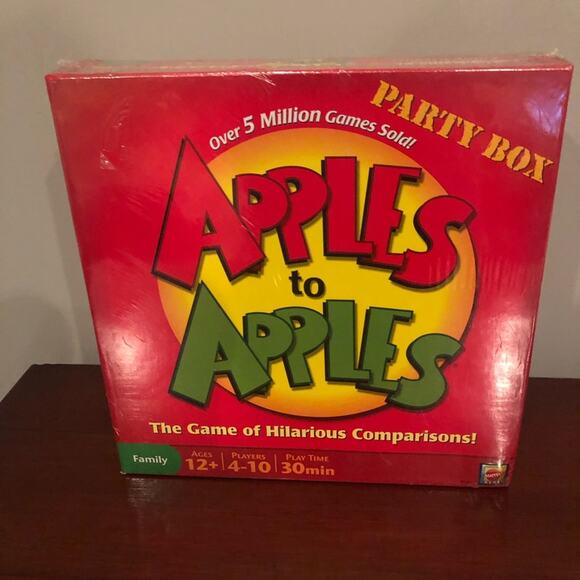 PARTY BOX
Over 5 Million Games Sold!
APPLES
to
APPLES
The Game of Hilarious Comparisons!
Family
AGES
12+
PLAYERS
4-10
PLAY TIME
30min